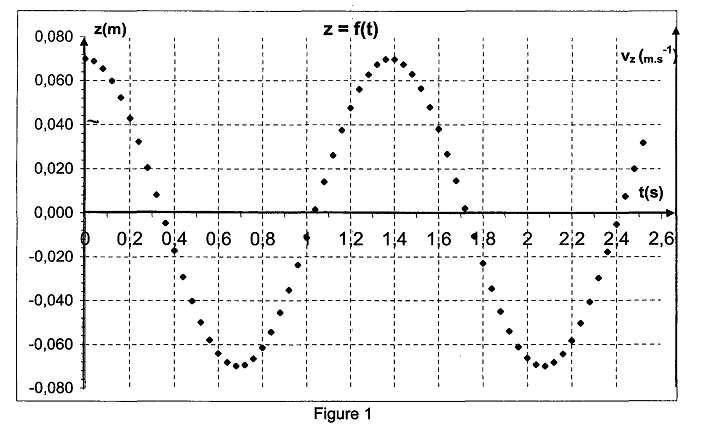 z(m)
z = f(t)
0,080
v_z (m.s⁻¹)
0,060
0,040
0,020
t(s)
0,000
0 0,2 0,4 0,6 0,8 1 1,2 1,4 1,6 1,8 2 2,2 2,4 2,6
-0,020
-0,040
-0,060
-0,080
Figure 1